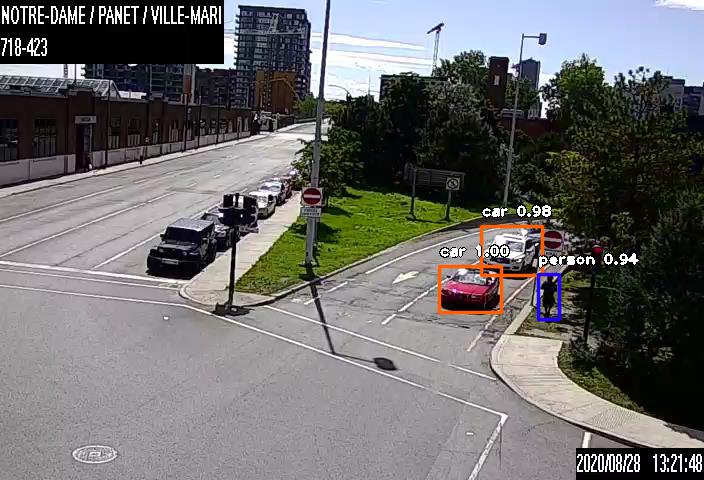 NOTRE-DAME / PANET / VILLE-MARI
718-423
car 0.98
car 1.00
person 0.94
2020/08/28 13:21:48